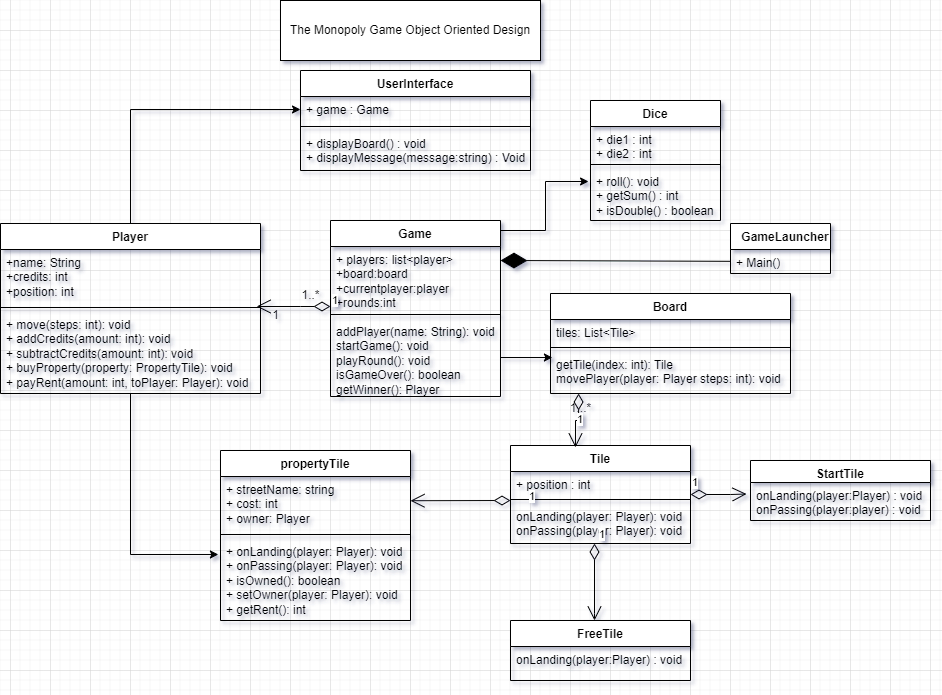 The Monopoly Game Object Oriented Design
UserInterface
+ game : Game
+ displayBoard() : void
+ displayMessage(message:string) : Void
Dice
+ die1 : int
+ die2 : int
+ roll(): void
+ getSum() : int
+ isDouble() : boolean
Player
+name: String
+credits: int
+position: int
+ move(steps: int): void
+ addCredits(amount: int): void
+ subtractCredits(amount: int): void
+ buyProperty(property: PropertyTile): void
+ payRent(amount: int, toPlayer: Player): void
1..*
1
1
Game
+ players: list<player>
+board:board
+currentplayer:player
+rounds:int
addPlayer(name: String): void
startGame(): void
playRound(): void
isGameOver(): boolean
getWinner(): Player
GameLauncher
+ Main()
Board
tiles: List<Tile>
getTile(index: int): Tile
movePlayer(player: Player steps: int): void
1..*
1
propertyTile
+ streetName: string
+ cost: int
+ owner: Player
+ onLanding(player: Player): void
+ onPassing(player: Player): void
+ isOwned(): boolean
+ setOwner(player: Player): void
+ getRent(): int
Tile
+ position : int
1
onLanding(player: Player): void
onPassing(player: Player): void
1
1
StartTile
onLanding(player:Player) : void
onPassing(player:player) : void
FreeTile
onLanding(player:Player) : void